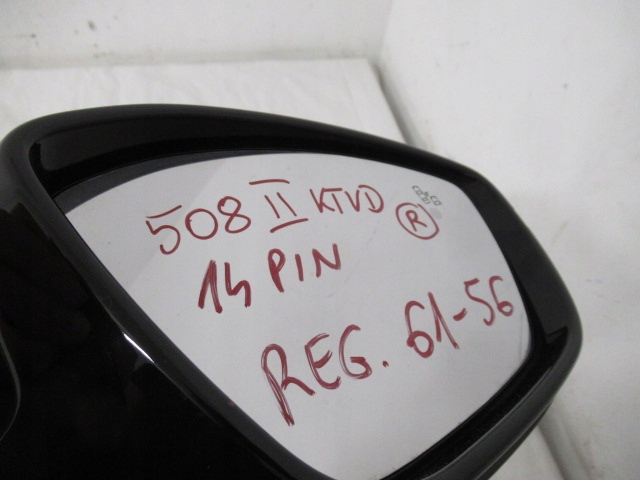 508 II KTVD R
14 PIN
REG. 61-56